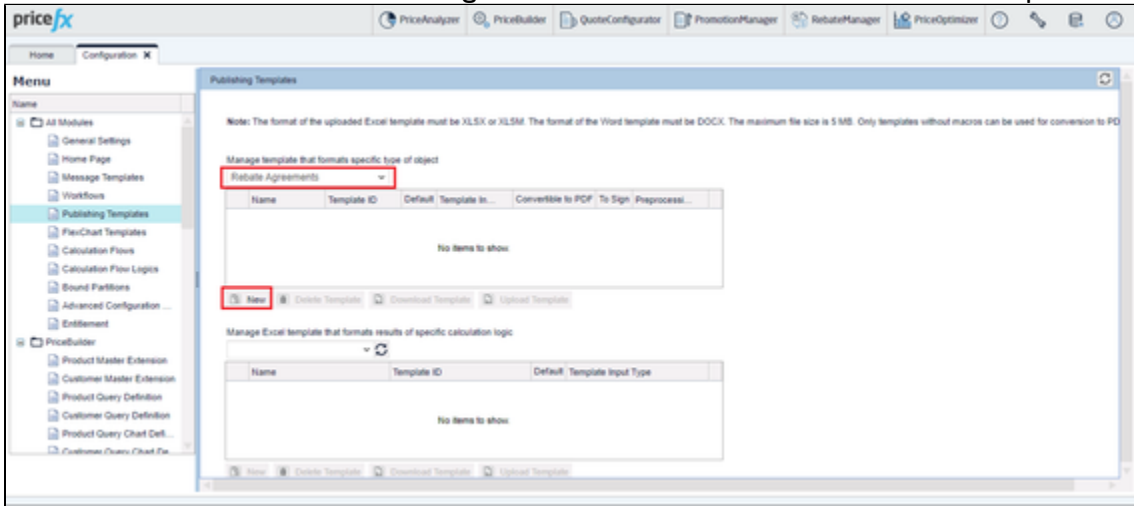 pricefx
PriceAnalyzer PriceBuilder QuoteConfigurator PromotionManager RebateManager PriceOptimizer
Home Configuration X
Menu
Publishing Templates
Name
All Modules
Note: The format of the uploaded Excel template must be XLSX or XLSM. The format of the Word template must be DOCX. The maximum file size is 5 MB. Only templates without macros can be used for conversion to PD
General Settings
Home Page
Manage template that formats specific type of object
Message Templates
Rebate Agreements
Workflows
Name Template ID Default Template In... Convertible to PDF To Sign Preprocessi...
Publishing Templates
FlexChart Templates
No items to show.
Calculation Flows
Calculation Flow Logics
Bound Partitions
New Delete Template Download Template Upload Template
Advanced Configuration ...
Entitlement
Manage Excel template that formats results of specific calculation logic
PriceBuilder
Product Master Extension
Name Template ID Default Template Input Type
Customer Master Extension
Product Query Definition
Customer Query Definition
No items to show.
Product Query Chart Defi...
Customer Query Chart De
New Delete Template Download Template Upload Template